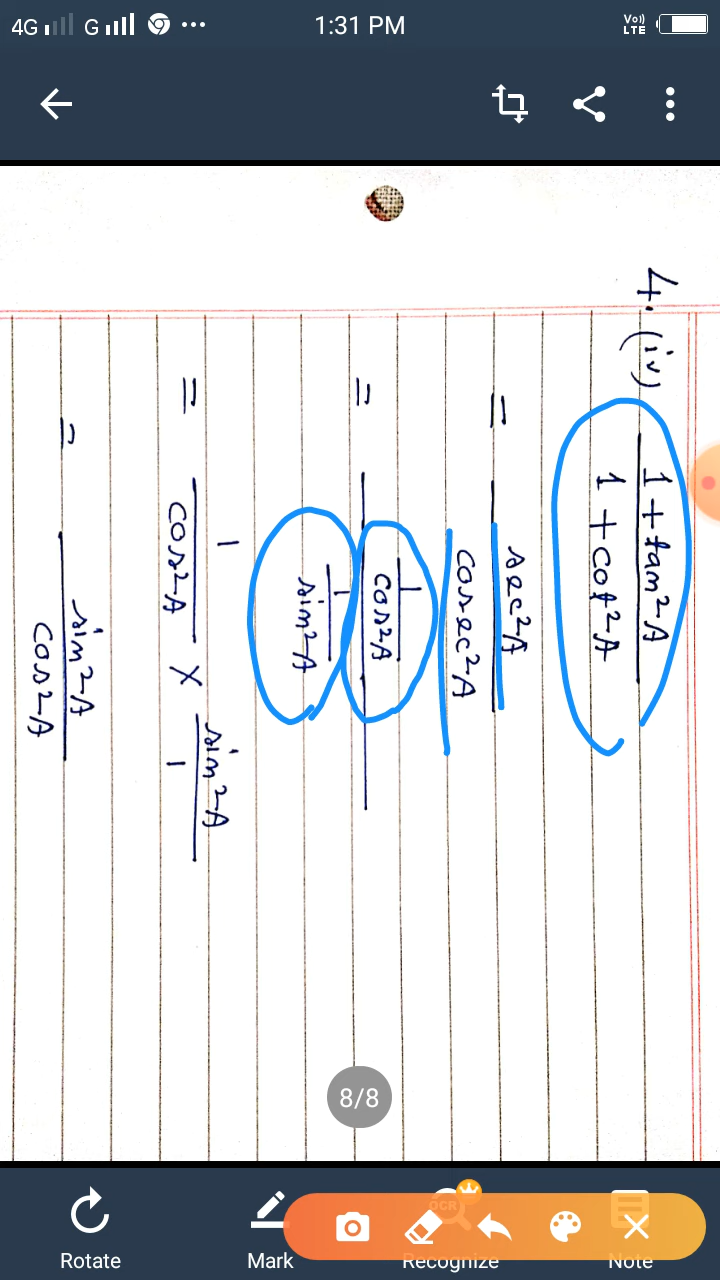 4G G ... 1:31 PM Vo)) LTE
4. (iv) 1 + tan²A
1 + cot²A
= sec²A
cosec²A
= 1
cos²A
1
sin²A
= 1 × sin²A
cos²A 1
= sin²A
cos²A
8/8
OCR
Rotate Mark Recognize Note